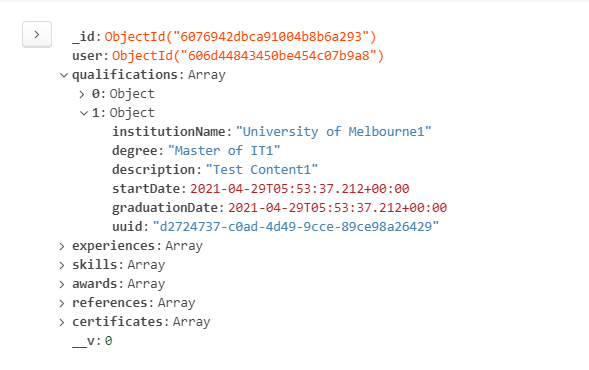 _id: ObjectId("6076942dbca91004b8b6a293")
user: ObjectId("606d44843450be454c07b9a8")
qualifications: Array
0: Object
1: Object
institutionName: "University of Melbourne1"
degree: "Master of IT1"
description: "Test Content1"
startDate: 2021-04-29T05:53:37.212+00:00
graduationDate: 2021-04-29T05:53:37.212+00:00
uuid: "d2724737-c0ad-4d49-9cce-89ce98a26429"
experiences: Array
skills: Array
awards: Array
references: Array
certificates: Array
__v: 0